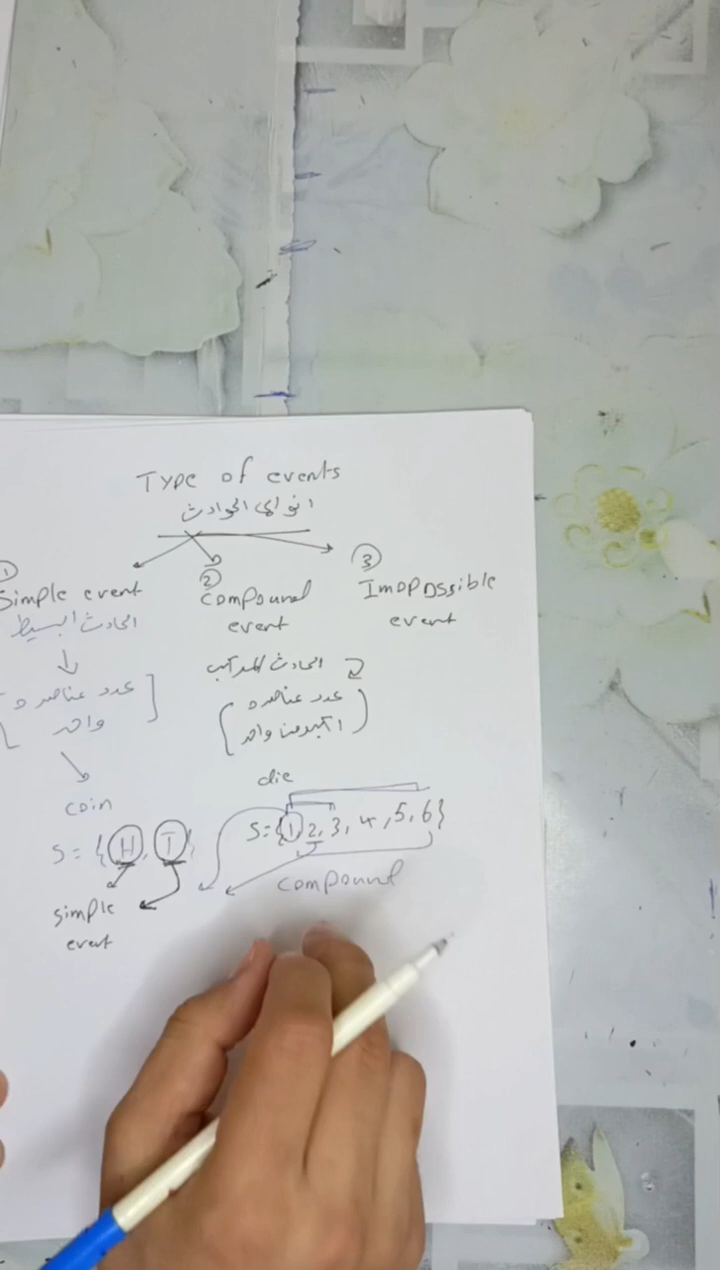 Type of events
انواع الحوادث
①
Simple event
الحادث البسيط
↓
[عدد عناصره
واحد]
coin
S = {H, T}
simple
event
②
Compound
event
الحادث المركب
(عدد عناصره
اكبر من واحد)
die
S={1, 2, 3, 4, 5, 6}
compound
③
Imopossible
event